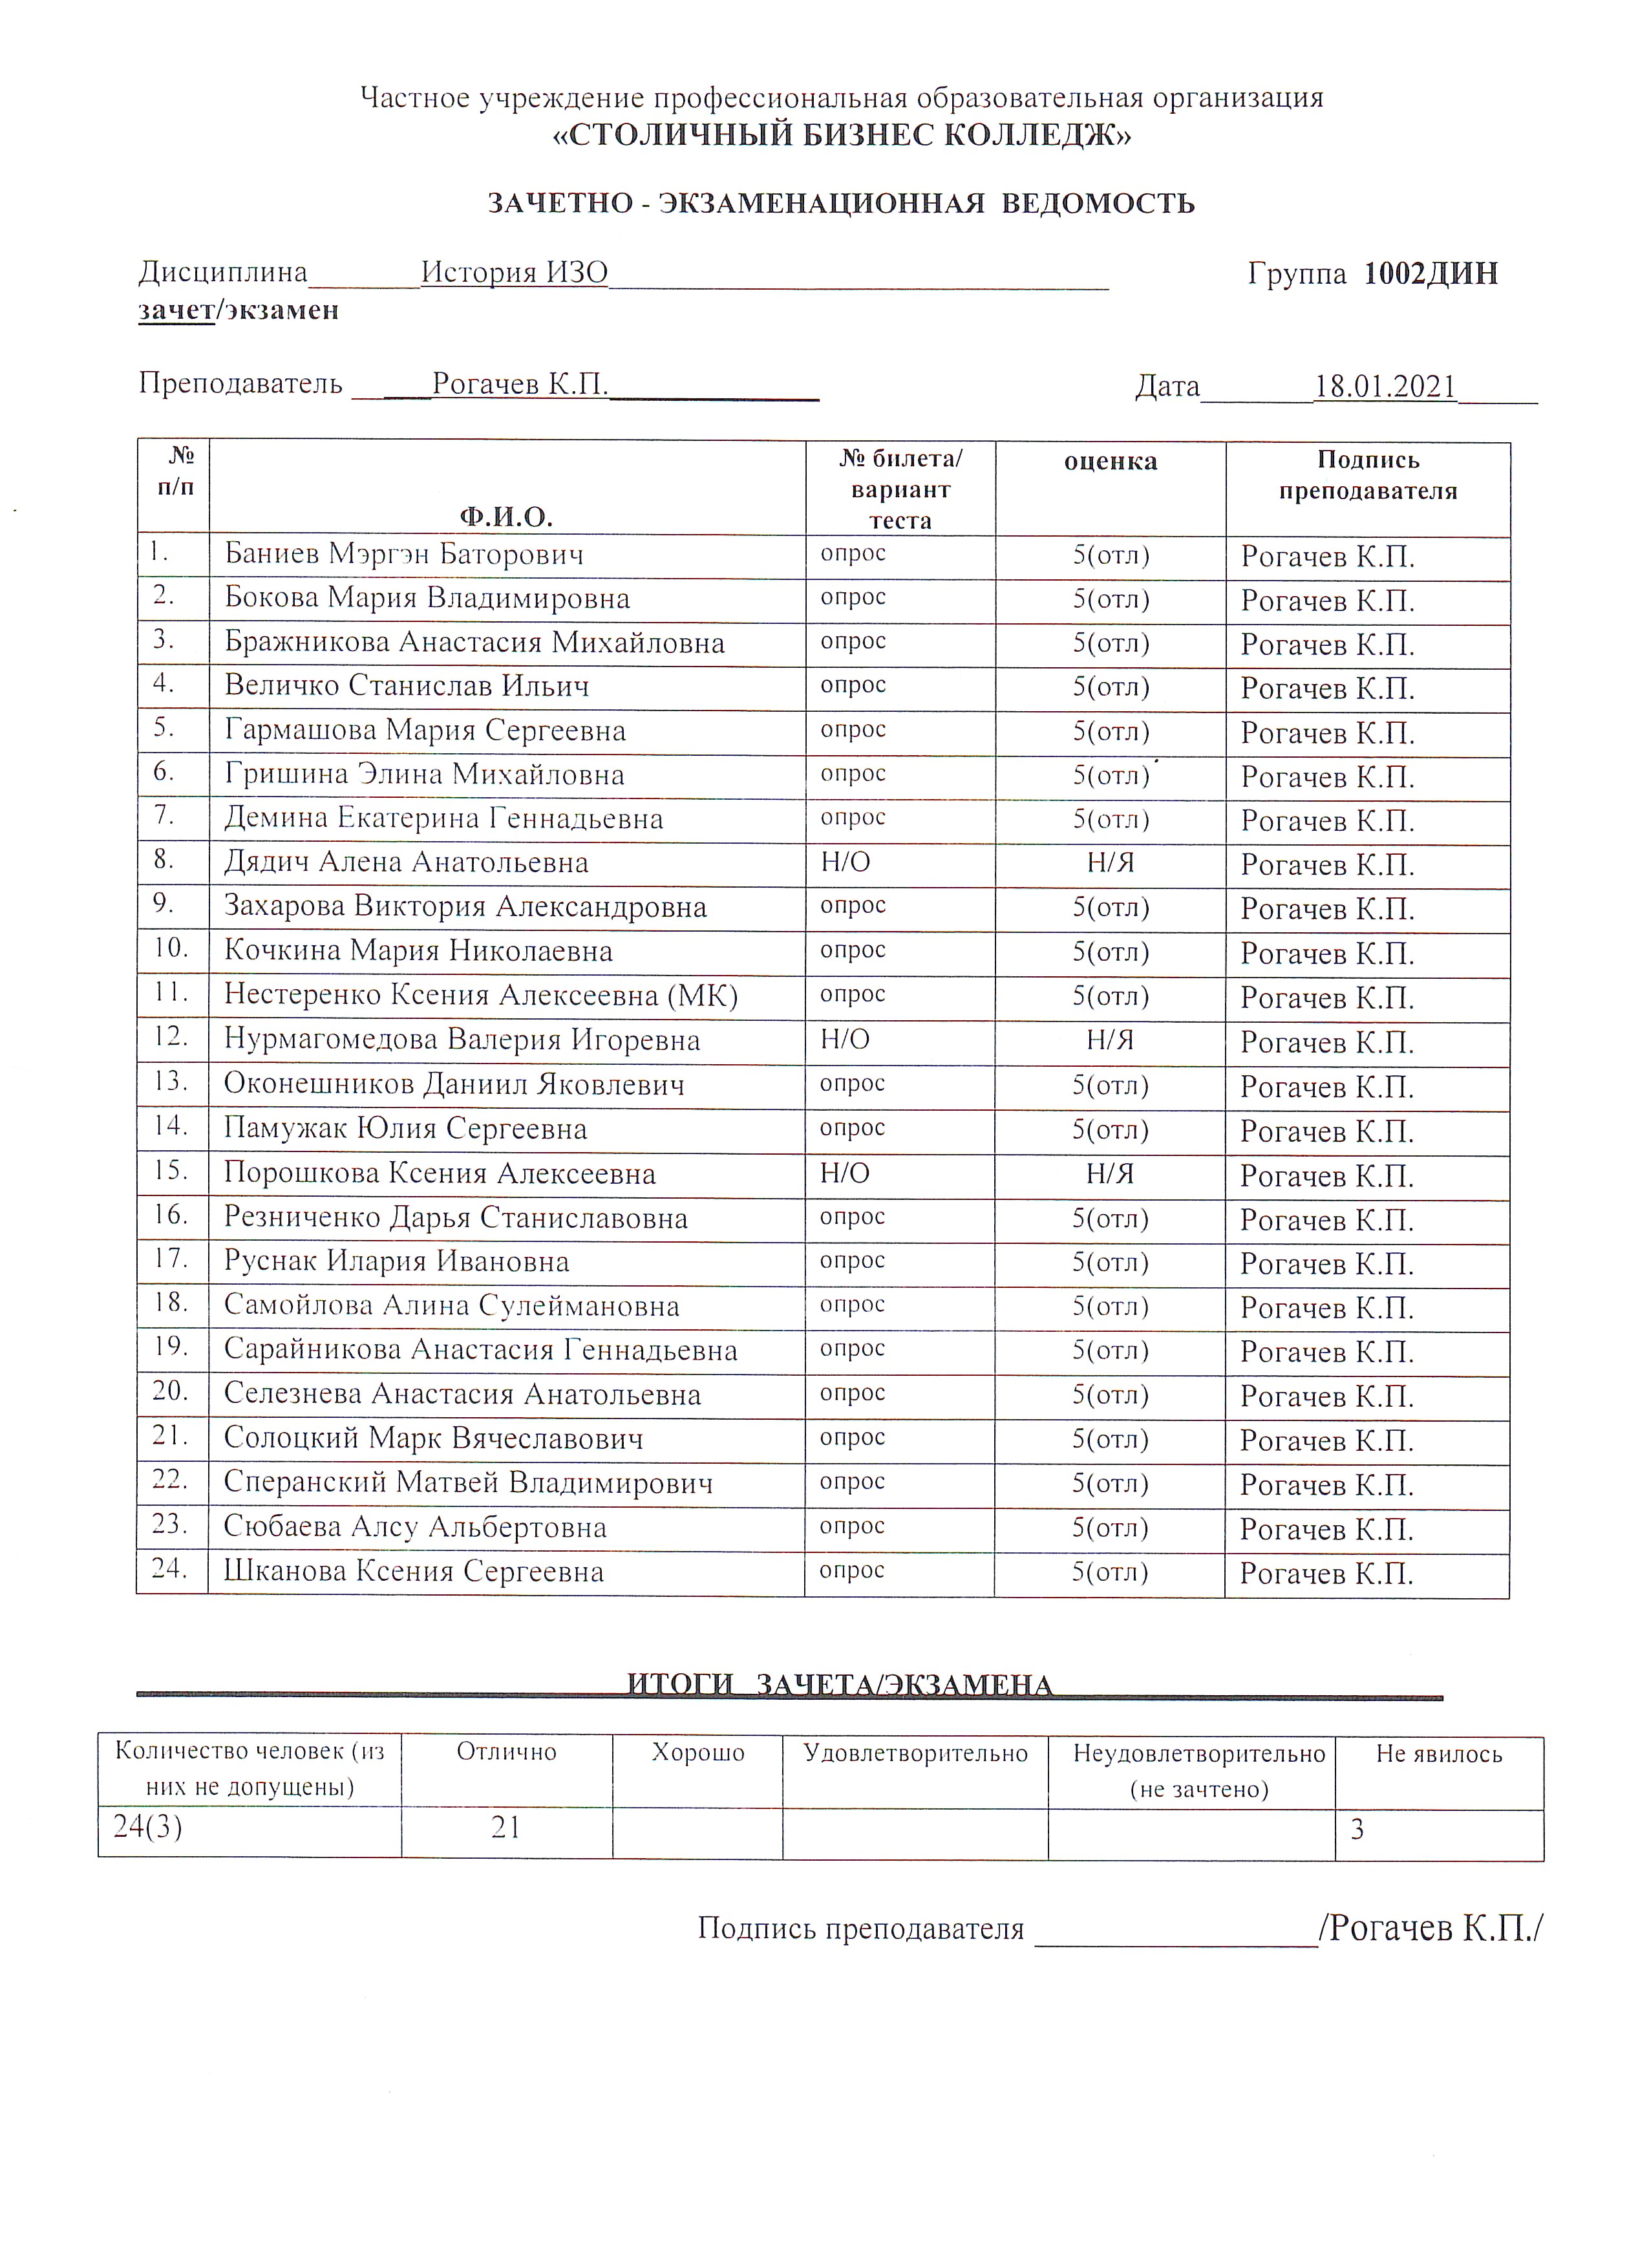 Частное учреждение профессиональная образовательная организация
«СТОЛИЧНЫЙ БИЗНЕС КОЛЛЕДЖ»
ЗАЧЕТНО - ЭКЗАМЕНАЦИОННАЯ ВЕДОМОСТЬ
Дисциплина_______История ИЗО_______________________________ Группа 1002ДИН
зачет/экзамен
Преподаватель _____Рогачев К.П._____________ Дата_______18.01.2021_____
№ п/п Ф.И.О. № билета/ вариант теста оценка Подпись преподавателя
1. Баниев Мэргэн Баторович опрос 5(отл) Рогачев К.П.
2. Бокова Мария Владимировна опрос 5(отл) Рогачев К.П.
3. Бражникова Анастасия Михайловна опрос 5(отл) Рогачев К.П.
4. Величко Станислав Ильич опрос 5(отл) Рогачев К.П.
5. Гармашова Мария Сергеевна опрос 5(отл) Рогачев К.П.
6. Гришина Элина Михайловна опрос 5(отл) Рогачев К.П.
7. Демина Екатерина Геннадьевна опрос 5(отл) Рогачев К.П.
8. Дядич Алена Анатольевна Н/О Н/Я Рогачев К.П.
9. Захарова Виктория Александровна опрос 5(отл) Рогачев К.П.
10. Кочкина Мария Николаевна опрос 5(отл) Рогачев К.П.
11. Нестеренко Ксения Алексеевна (МК) опрос 5(отл) Рогачев К.П.
12. Нурмагомедова Валерия Игоревна Н/О Н/Я Рогачев К.П.
13. Оконешников Даниил Яковлевич опрос 5(отл) Рогачев К.П.
14. Памужак Юлия Сергеевна опрос 5(отл) Рогачев К.П.
15. Порошкова Ксения Алексеевна Н/О Н/Я Рогачев К.П.
16. Резниченко Дарья Станиславовна опрос 5(отл) Рогачев К.П.
17. Руснак Илария Ивановна опрос 5(отл) Рогачев К.П.
18. Самойлова Алина Сулеймановна опрос 5(отл) Рогачев К.П.
19. Сарайникова Анастасия Геннадьевна опрос 5(отл) Рогачев К.П.
20. Селезнева Анастасия Анатольевна опрос 5(отл) Рогачев К.П.
21. Солоцкий Марк Вячеславович опрос 5(отл) Рогачев К.П.
22. Сперанский Матвей Владимирович опрос 5(отл) Рогачев К.П.
23. Сюбаева Алсу Альбертовна опрос 5(отл) Рогачев К.П.
24. Шканова Ксения Сергеевна опрос 5(отл) Рогачев К.П.
ИТОГИ ЗАЧЕТА/ЭКЗАМЕНА
Количество человек (из них не допущены) Отлично Хорошо Удовлетворительно Неудовлетворительно (не зачтено) Не явилось
24(3) 21 3
Подпись преподавателя __________________/Рогачев К.П./